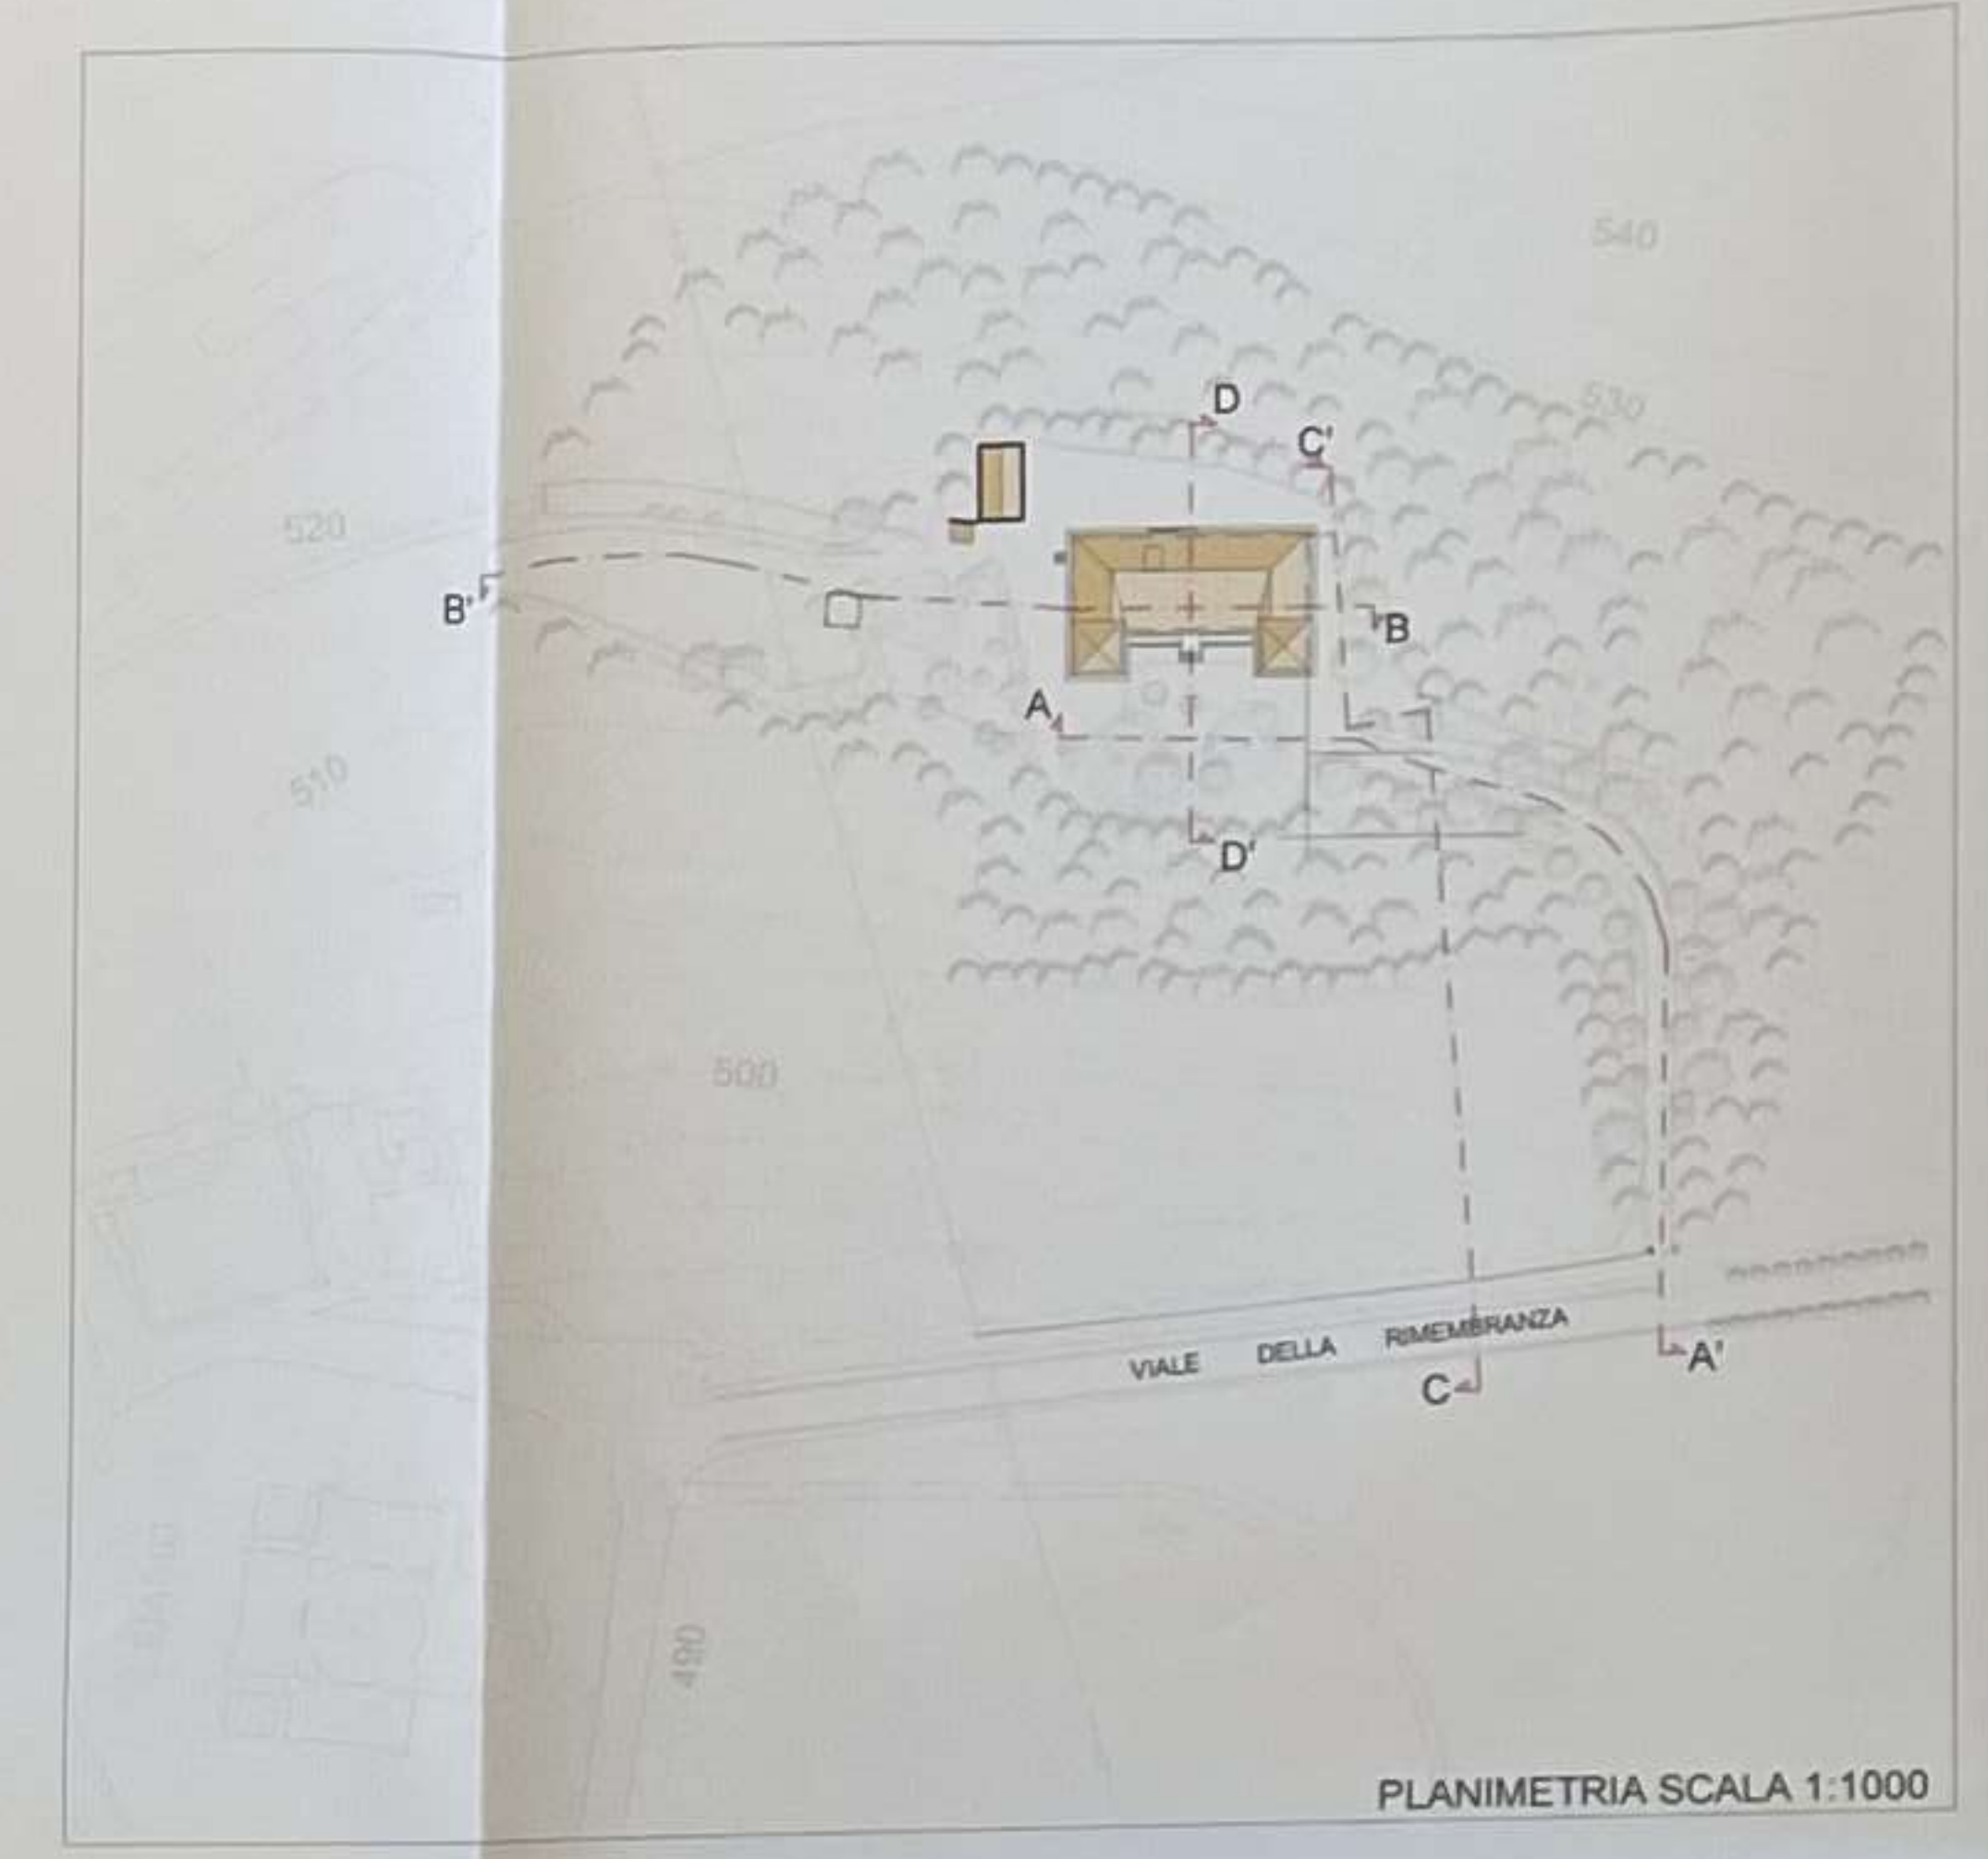 540
530
D
C'
520
B'
B
A
510
D'
500
VIALE DELLA RIMEMBRANZA
A'
C
490
PLANIMETRIA SCALA 1:1000